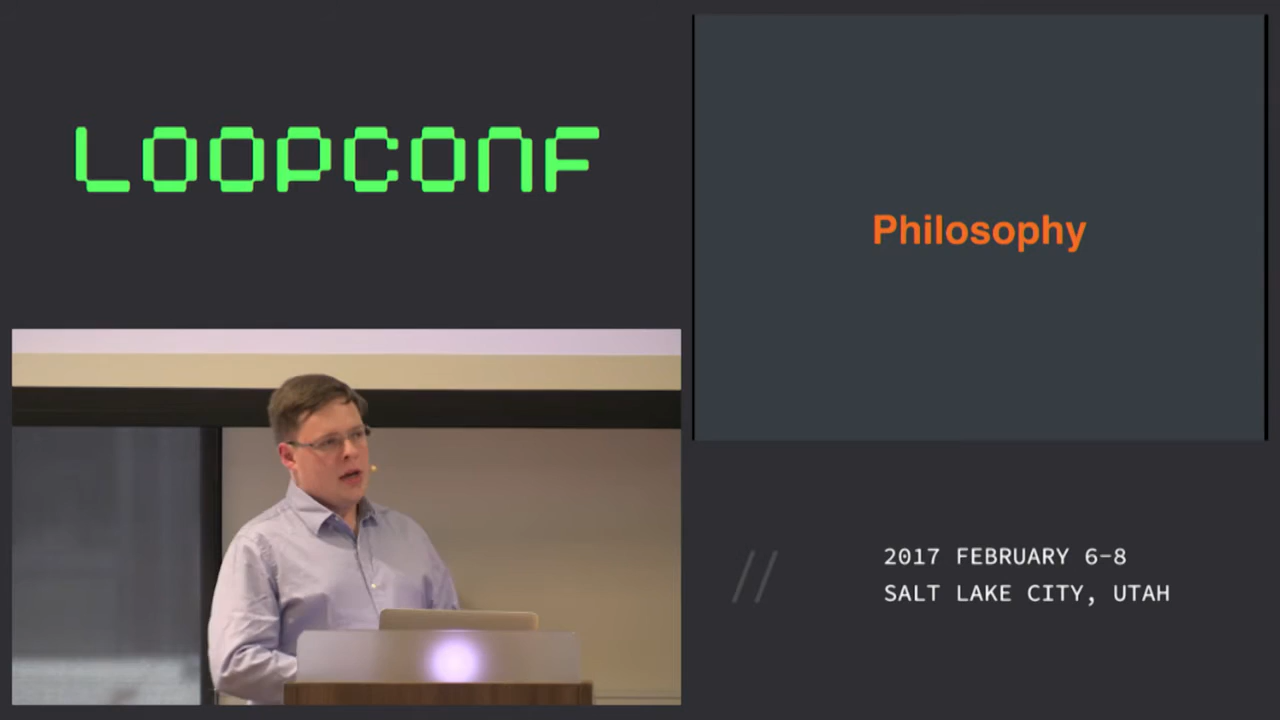 LOOPCONF
Philosophy
//
2017 FEBRUARY 6-8
SALT LAKE CITY, UTAH